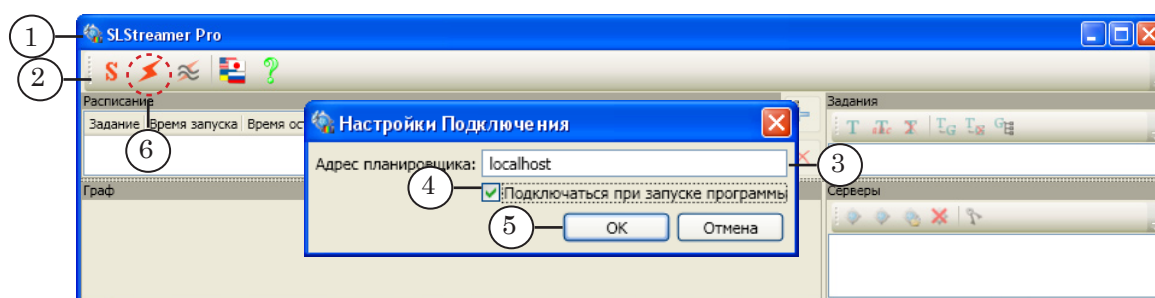 1
SLStreamer Pro
2
S
?
Расписание
Задания
Задание Время запуска Время ос
Настройки Подключения
T
6
Адрес планировщика: localhost
3
4
Подключаться при запуске программы
Граф
Серверы
5
OK
Отмена